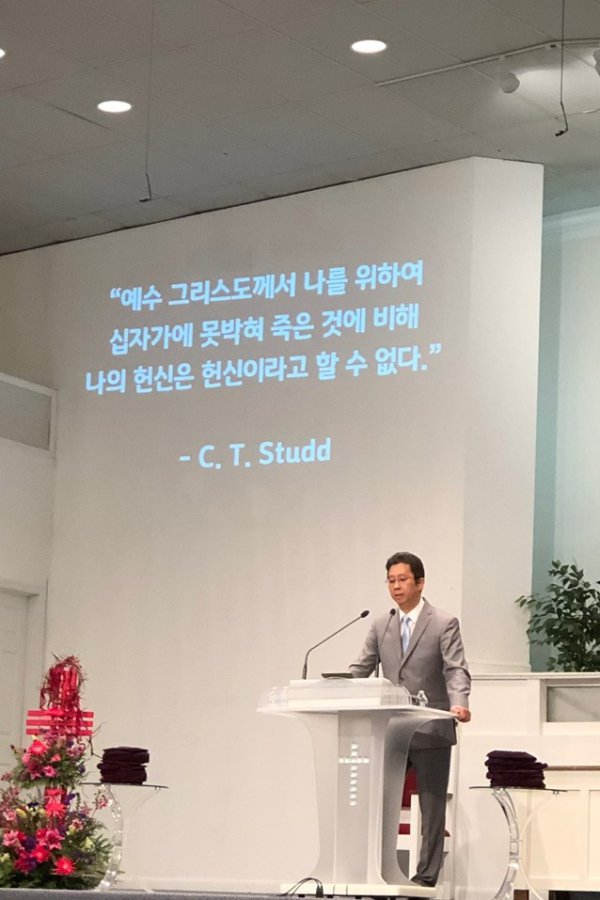 “예수 그리스도께서 나를 위하여
십자가에 못박혀 죽은 것에 비해
나의 헌신은 헌신이라고 할 수 없다.”
- C. T. Studd